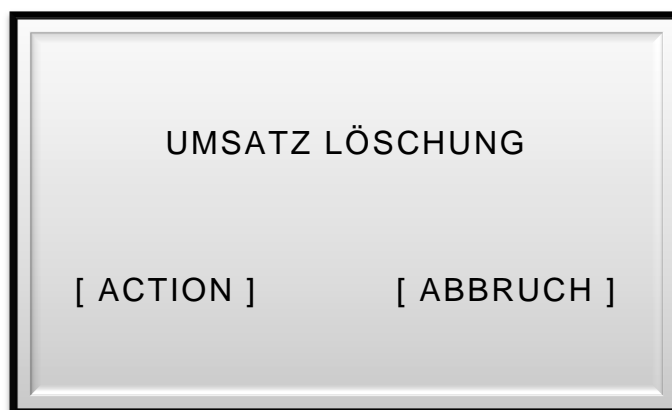 UMSATZ LÖSCHUNG
[ ACTION ] [ ABBRUCH ]